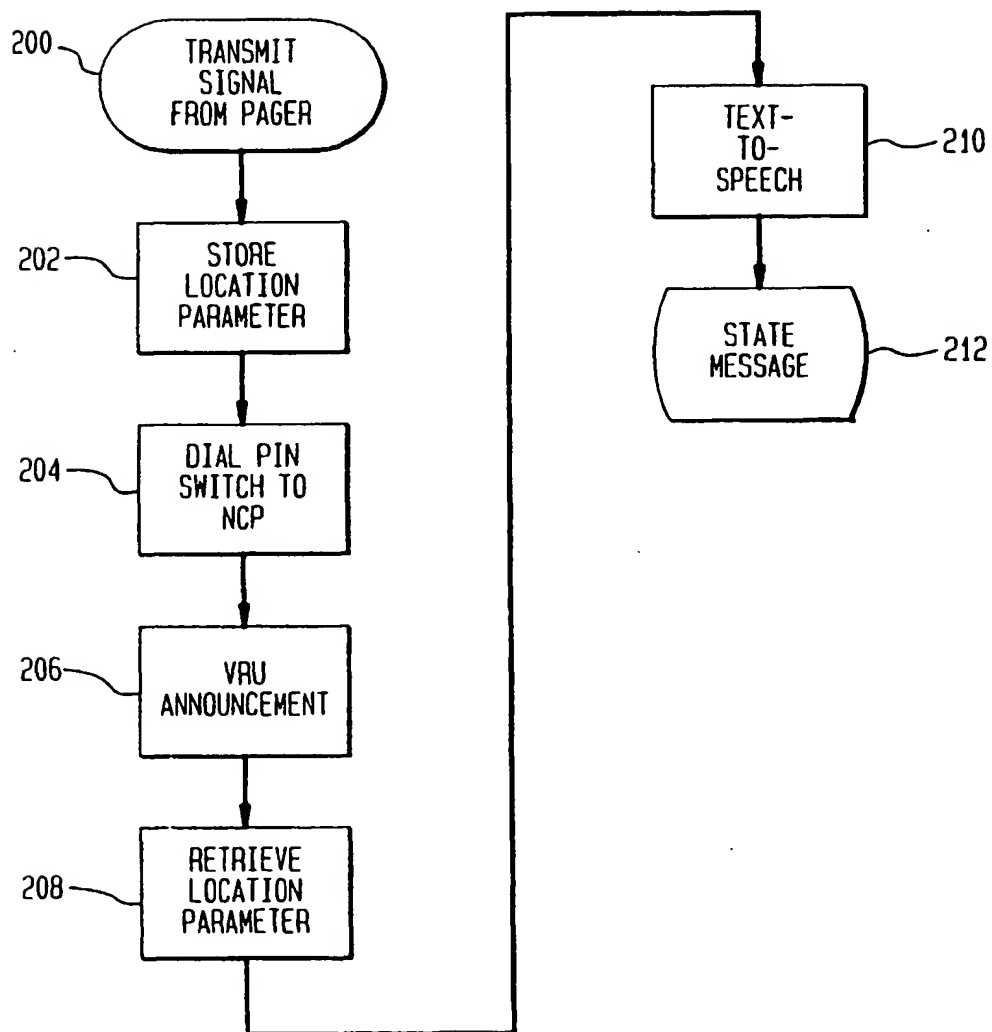 200
TRANSMIT
SIGNAL
FROM PAGER
202
STORE
LOCATION
PARAMETER
204
DIAL PIN
SWITCH TO
NCP
206
VRU
ANNOUNCEMENT
208
RETRIEVE
LOCATION
PARAMETER
TEXT-
TO-
SPEECH
210
STATE
MESSAGE
212